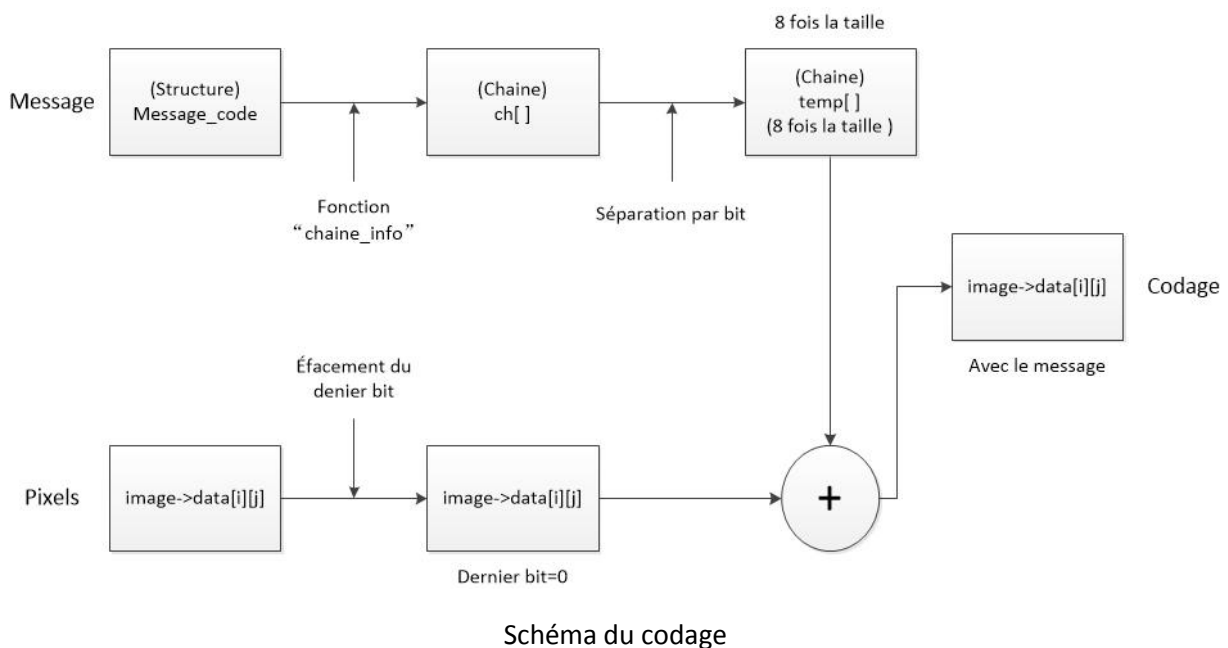 8 fois la taille
Message
(Structure)
Message_code
(Chaine)
ch[ ]
(Chaine)
temp[ ]
(8 fois la taille )
Fonction
“chaine_info”
Séparation par bit
image->data[i][j]
Codage
Avec le message
Éfacement du
denier bit
Pixels
image->data[i][j]
image->data[i][j]
+
Dernier bit=0
Schéma du codage